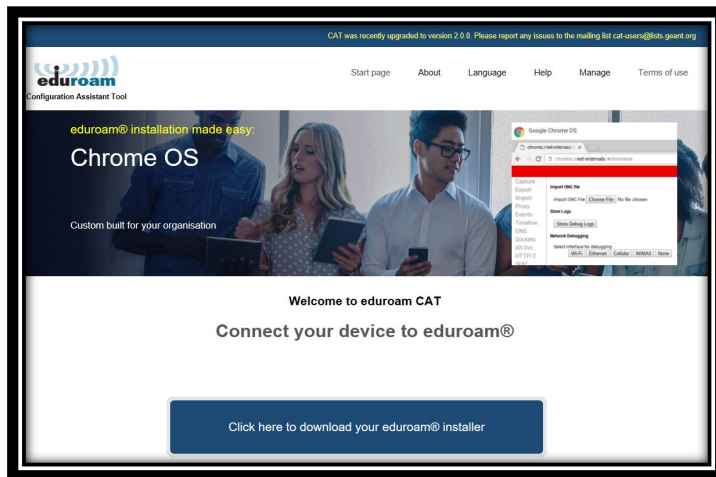 CAT was recently upgraded to version 2.0.0. Please report any issues to the mailing list cat-users@lists.geant.org
eduroam
Configuration Assistant Tool
Start page About Language Help Manage Terms of use
eduroam® installation made easy:
Chrome OS
Custom built for your organisation
Google Chrome OS
chrome://net-internals/
chrome://net-internals/#chromeos
Capture
Export
Import
Proxy
Events
Timeline
DNS
Sockets
Alt-Svc
HTTP/2
QUIC
Import ONC file
Import ONC File Choose File No file chosen
Store Logs
Store Debug Logs
Network Debugging
Select interface for debugging
Wi-Fi Ethernet Cellular WiMAX None
Welcome to eduroam CAT
Connect your device to eduroam®
Click here to download your eduroam® installer